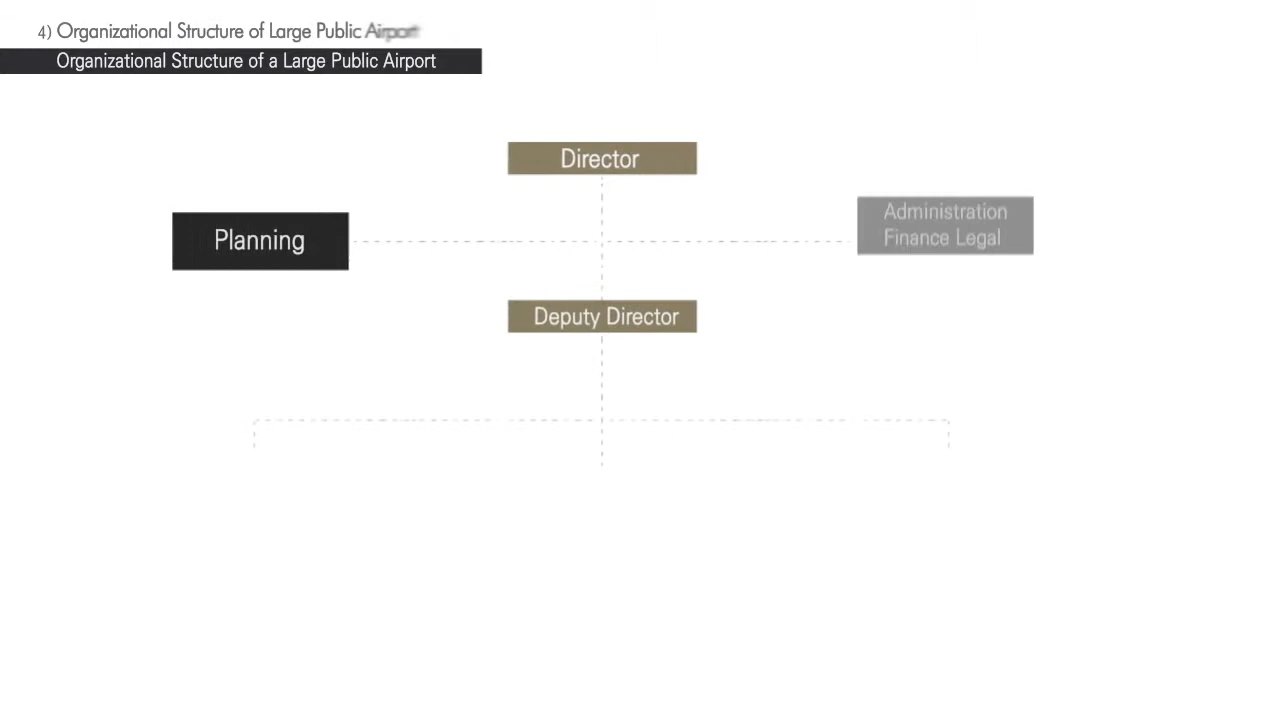 4) Organizational Structure of Large Public Airport
Organizational Structure of a Large Public Airport
Director
Planning
Administration
Finance Legal
Deputy Director